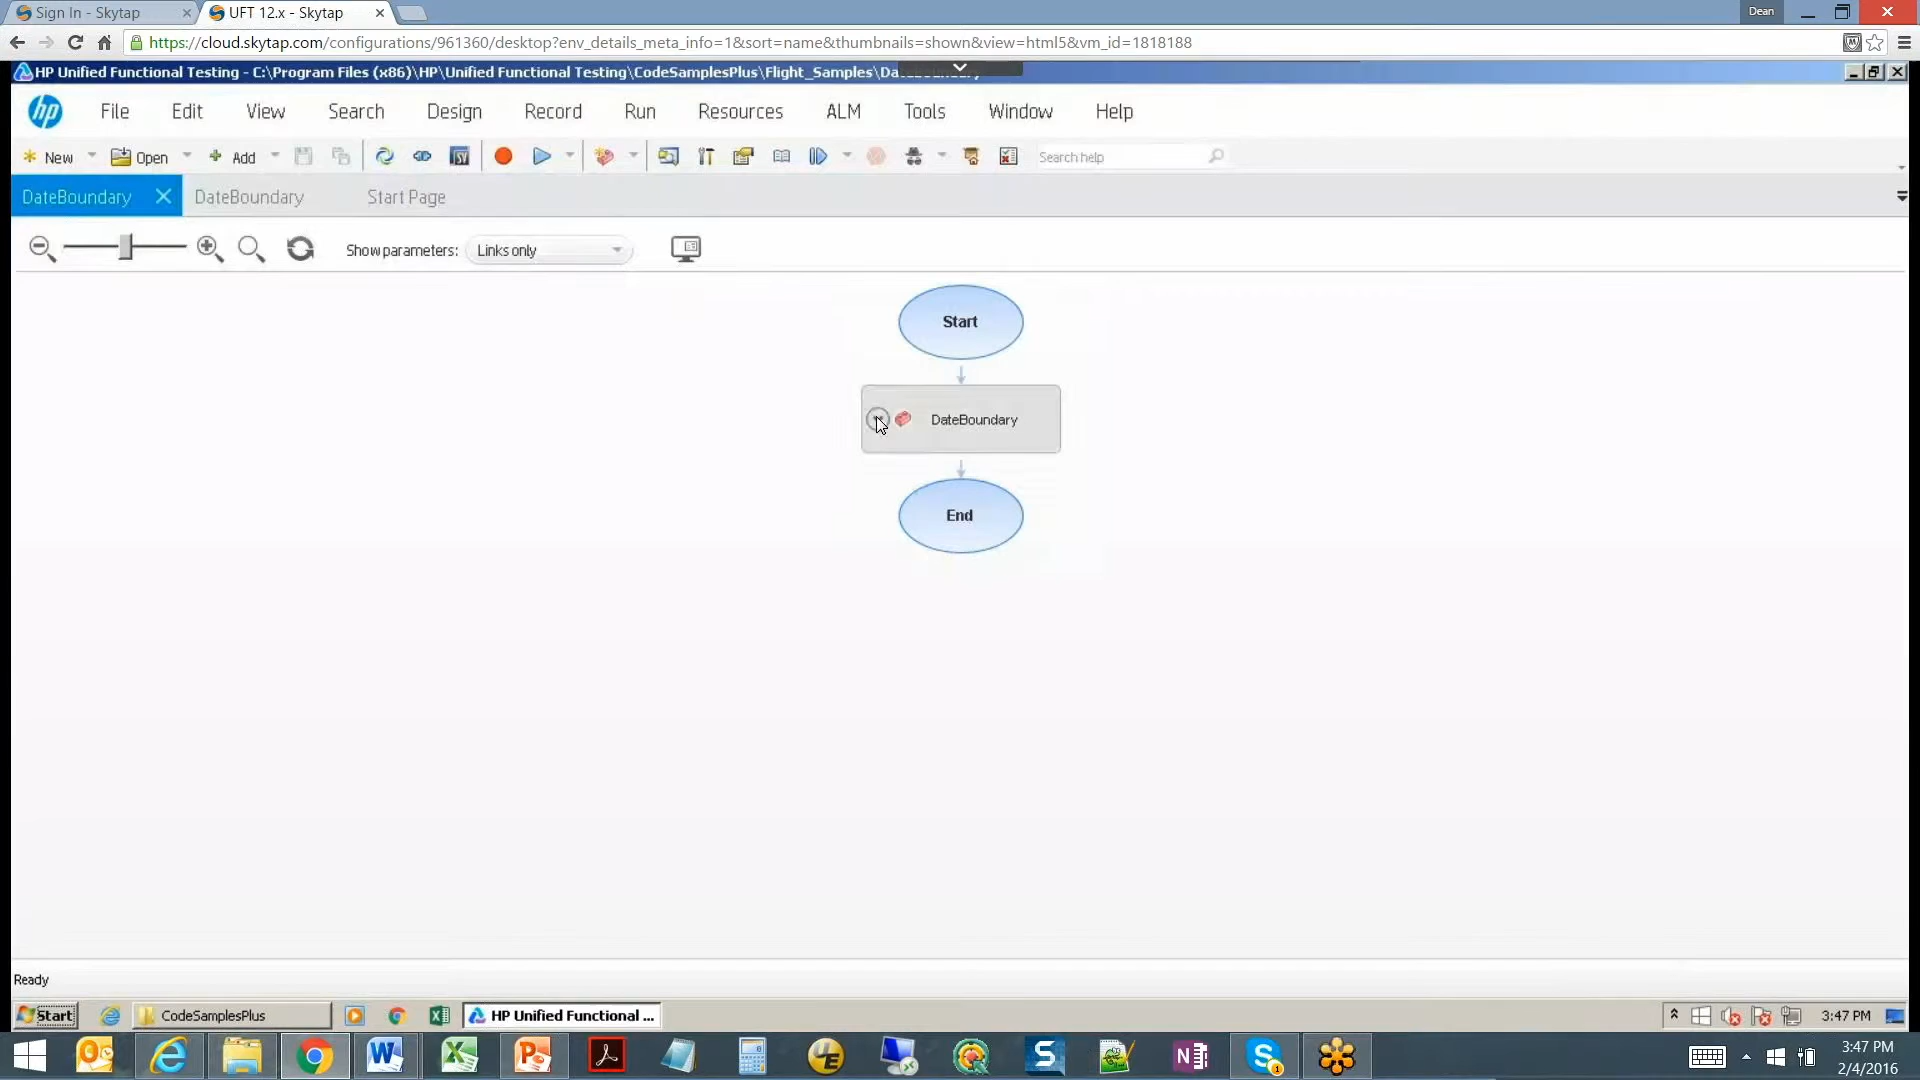 Sign In - Skytap
UFT 12.x - Skytap
Dean
https://cloud.skytap.com/configurations/961360/desktop?env_details_meta_info=1&sort=name&thumbnails=shown&view=html5&vm_id=1818188
HP Unified Functional Testing - C:\Program Files (x86)\HP\Unified Functional Testing\CodeSamplesPlus\Flight_Samples\
hp File Edit View Search Design Record Run Resources ALM Tools Window Help
New Open Add Search help
DateBoundary DateBoundary Start Page
Show parameters: Links only
Start
DateBoundary
End
Ready
Start CodeSamplesPlus HP Unified Functional ... 3:47 PM
3:47 PM
2/4/2016